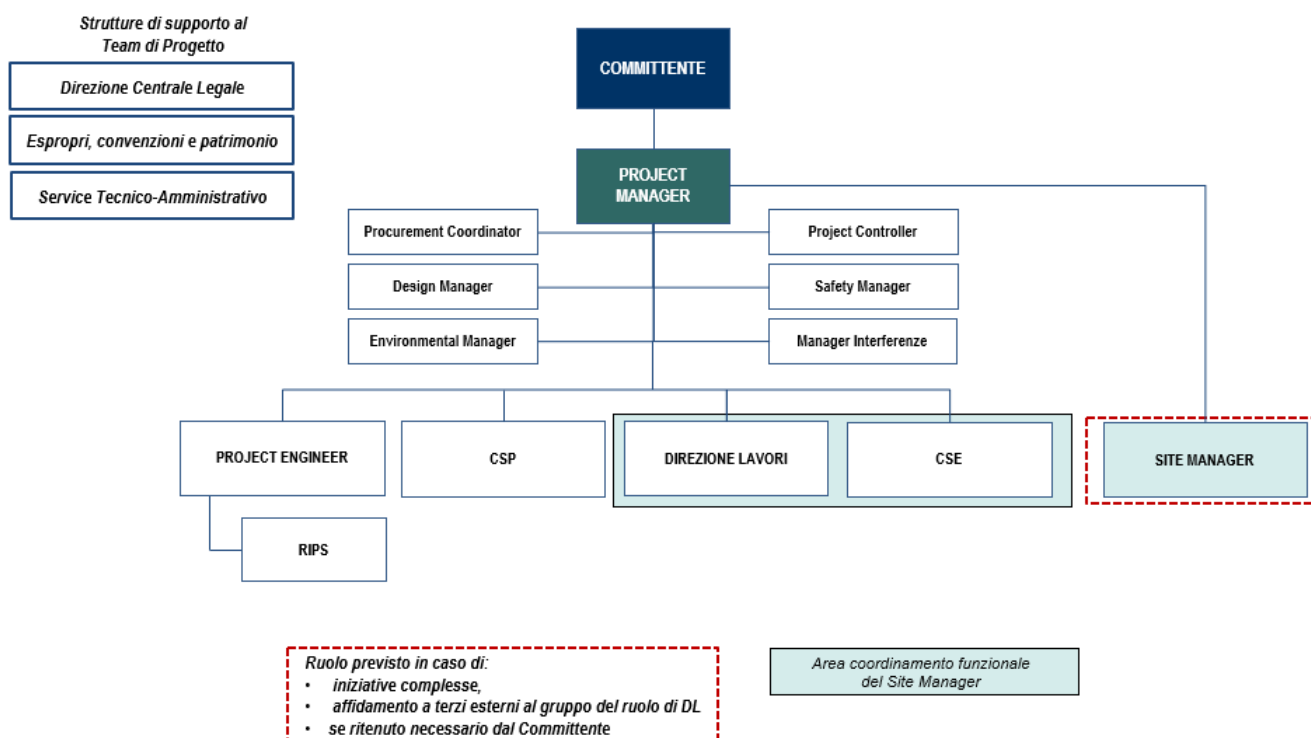 Strutture di supporto al
Team di Progetto
Direzione Centrale Legale
Espropri, convenzioni e patrimonio
Service Tecnico-Amministrativo
COMMITTENTE
PROJECT
MANAGER
Procurement Coordinator
Project Controller
Design Manager
Safety Manager
Environmental Manager
Manager Interferenze
PROJECT ENGINEER
CSP
DIREZIONE LAVORI
CSE
SITE MANAGER
RIPS
Ruolo previsto in caso di:
• iniziative complesse,
• affidamento a terzi esterni al gruppo del ruolo di DL
• se ritenuto necessario dal Committente
Area coordinamento funzionale
del Site Manager